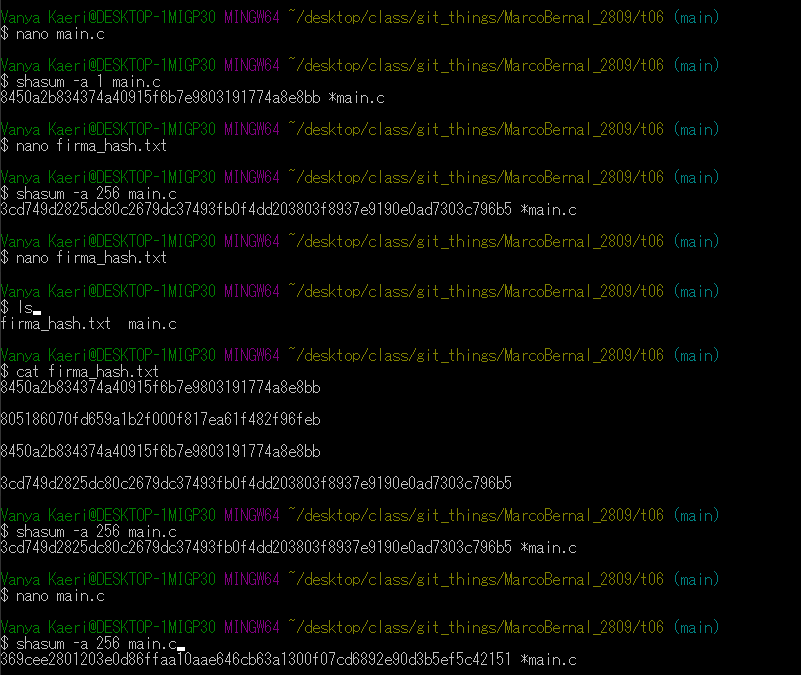 Vanya Kaeri@DESKTOP-1MIGP30 MINGW64 ~/desktop/class/git_things/MarcoBernal_2809/t06 (main)
$ nano main.c
Vanya Kaeri@DESKTOP-1MIGP30 MINGW64 ~/desktop/class/git_things/MarcoBernal_2809/t06 (main)
$ shasum -a 1 main.c
8450a2b834374a40915f6b7e9803191774a8e8bb *main.c
Vanya Kaeri@DESKTOP-1MIGP30 MINGW64 ~/desktop/class/git_things/MarcoBernal_2809/t06 (main)
$ nano firma_hash.txt
Vanya Kaeri@DESKTOP-1MIGP30 MINGW64 ~/desktop/class/git_things/MarcoBernal_2809/t06 (main)
$ shasum -a 256 main.c
3cd749d2825dc80c2679dc37493fb0f4dd203803f8937e9190e0ad7303c796b5 *main.c
Vanya Kaeri@DESKTOP-1MIGP30 MINGW64 ~/desktop/class/git_things/MarcoBernal_2809/t06 (main)
$ nano firma_hash.txt
Vanya Kaeri@DESKTOP-1MIGP30 MINGW64 ~/desktop/class/git_things/MarcoBernal_2809/t06 (main)
$ ls
firma_hash.txt  main.c
Vanya Kaeri@DESKTOP-1MIGP30 MINGW64 ~/desktop/class/git_things/MarcoBernal_2809/t06 (main)
$ cat firma_hash.txt
8450a2b834374a40915f6b7e9803191774a8e8bb
805186070fd659a1b2f000f817ea61f482f96feb
8450a2b834374a40915f6b7e9803191774a8e8bb
3cd749d2825dc80c2679dc37493fb0f4dd203803f8937e9190e0ad7303c796b5
Vanya Kaeri@DESKTOP-1MIGP30 MINGW64 ~/desktop/class/git_things/MarcoBernal_2809/t06 (main)
$ shasum -a 256 main.c
3cd749d2825dc80c2679dc37493fb0f4dd203803f8937e9190e0ad7303c796b5 *main.c
Vanya Kaeri@DESKTOP-1MIGP30 MINGW64 ~/desktop/class/git_things/MarcoBernal_2809/t06 (main)
$ nano main.c
Vanya Kaeri@DESKTOP-1MIGP30 MINGW64 ~/desktop/class/git_things/MarcoBernal_2809/t06 (main)
$ shasum -a 256 main.c
369cee2801203e0d86ffaa10aae646cb63a1300f07cd6892e90d3b5ef5c42151 *main.c